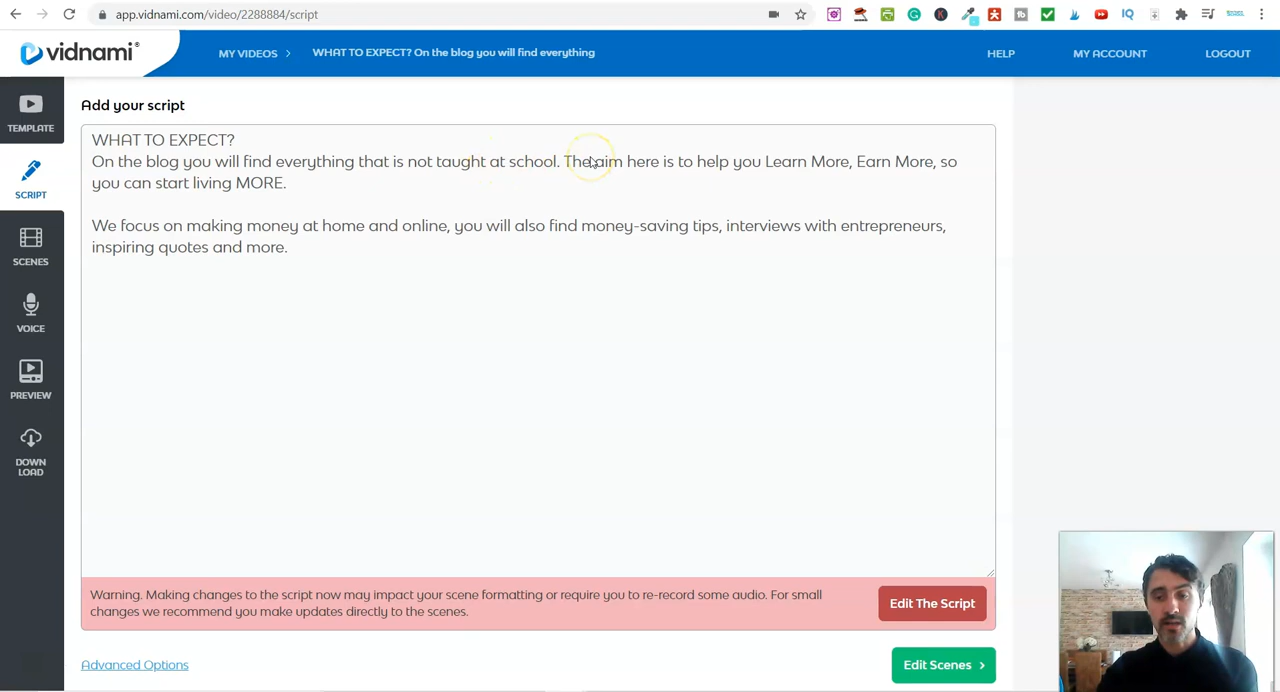 app.vidnami.com/video/2288884/script
vidnami
MY VIDEOS > WHAT TO EXPECT? On the blog you will find everything
HELP MY ACCOUNT LOGOUT
TEMPLATE
SCRIPT
SCENES
VOICE
PREVIEW
DOWN
LOAD
Add your script
WHAT TO EXPECT?
On the blog you will find everything that is not taught at school. The aim here is to help you Learn More, Earn More, so
you can start living MORE.
We focus on making money at home and online, you will also find money-saving tips, interviews with entrepreneurs,
inspiring quotes and more.
Warning. Making changes to the script now may impact your scene formatting or require you to re-record some audio. For small
changes we recommend you make updates directly to the scenes.
Edit The Script
Advanced Options
Edit Scenes >